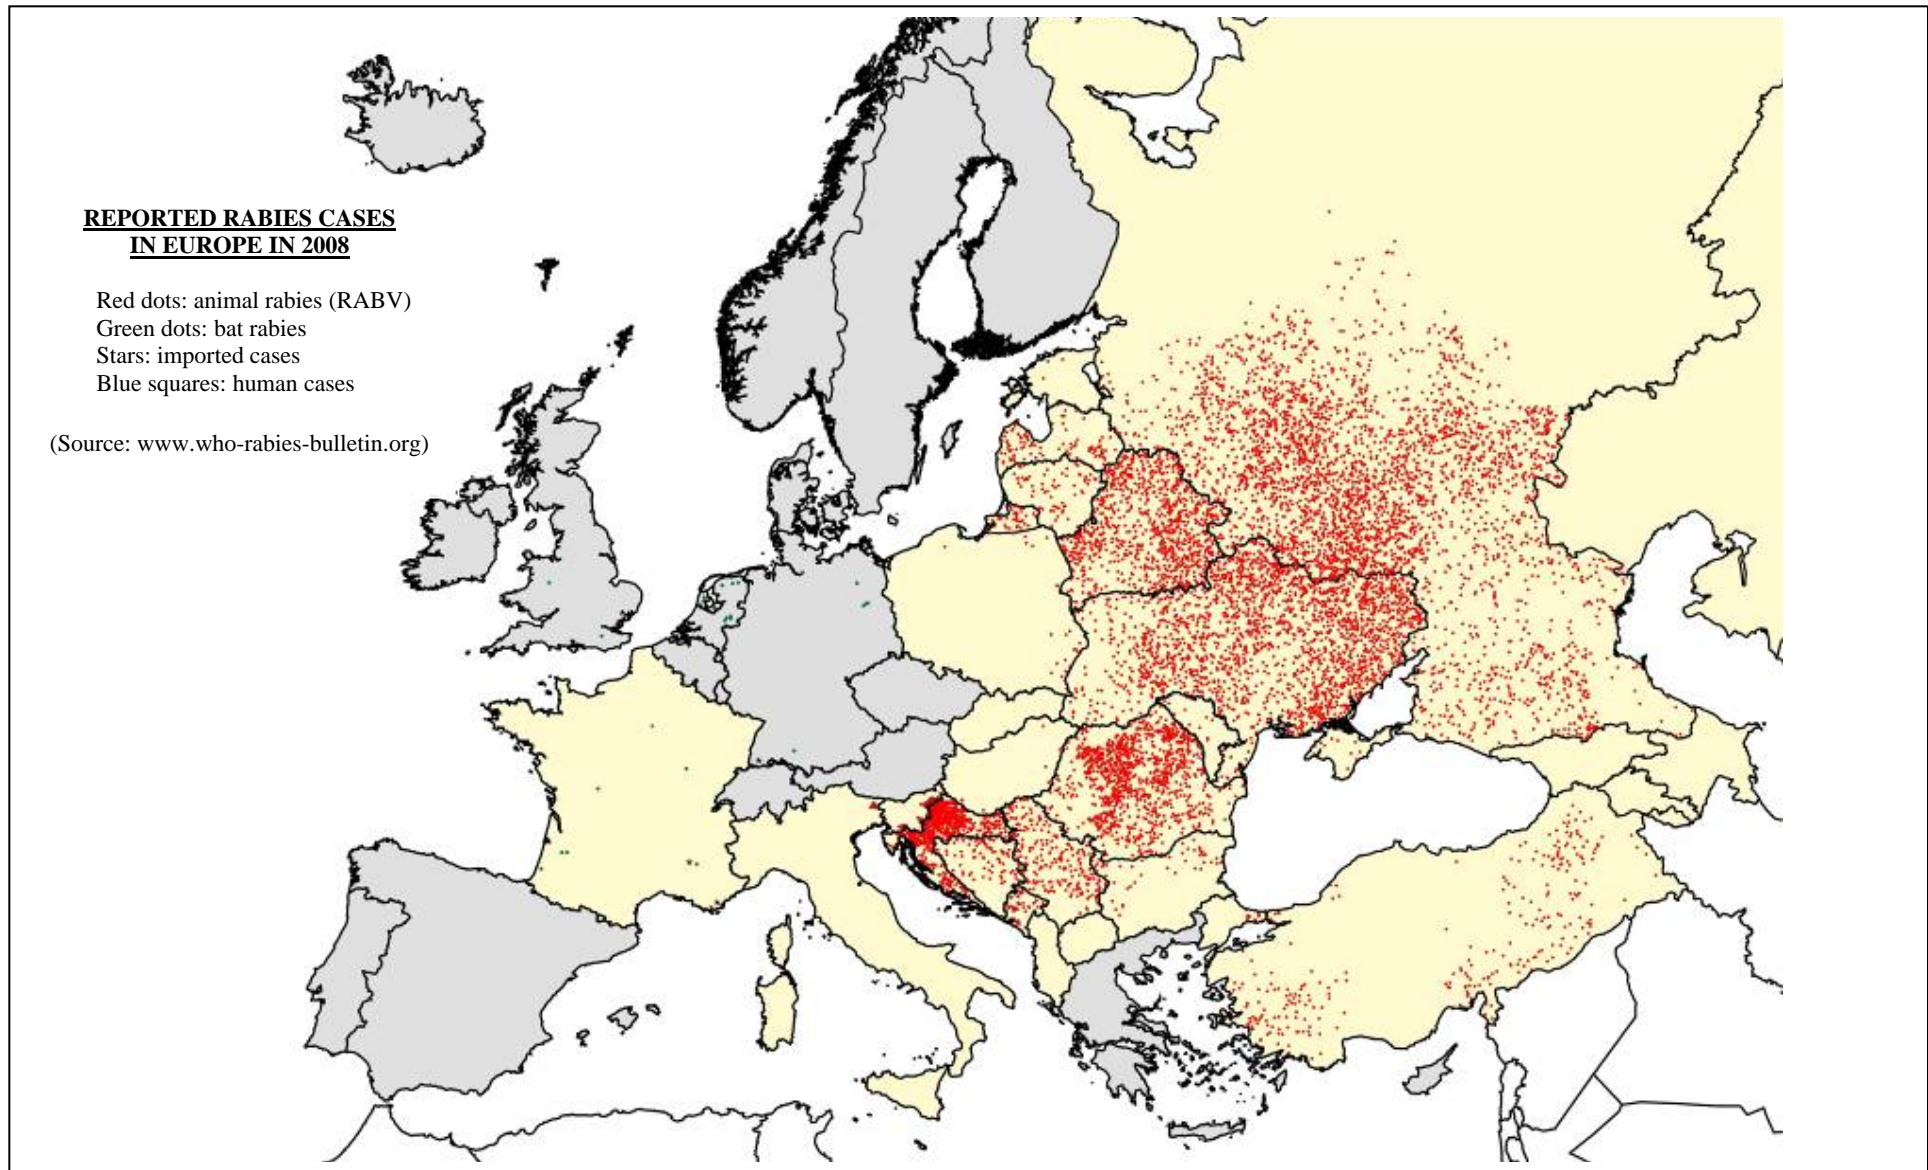 REPORTED RABIES CASES
IN EUROPE IN 2008
Red dots: animal rabies (RABV)
Green dots: bat rabies
Stars: imported cases
Blue squares: human cases
(Source: www.who-rabies-bulletin.org)